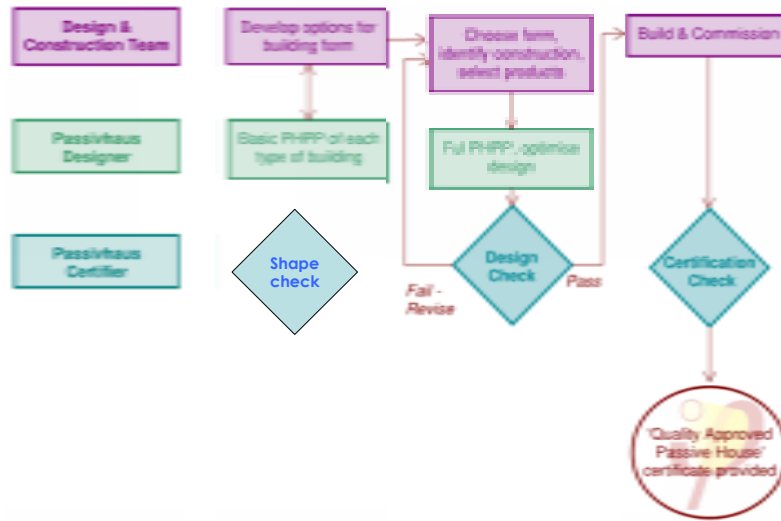 Design &
Construction Team
Develop options for
building form
Choose form,
identify construction,
select products
Build & Commission
Passivhaus
Designer
Basic PHPP of each
type of building
Full PHPP, optimise
design
Passivhaus
Certifier
Shape
check
Design
Check
Certification
Check
Fail -
Revise
Pass
"Quality Approved
Passive House"
certificate provided